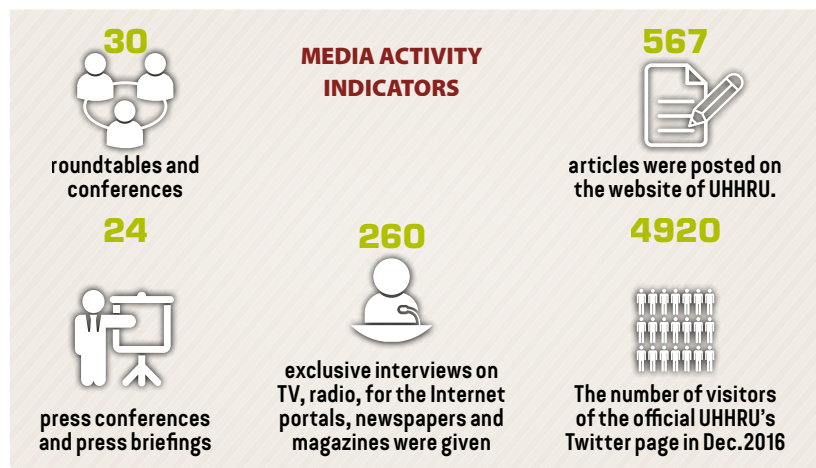 MEDIA ACTIVITY
INDICATORS
30
roundtables and
conferences
567
articles were posted on
the website of UHHRU.
24
press conferences
and press briefings
260
exclusive interviews on
TV, radio, for the Internet
portals, newspapers and
magazines were given
4920
The number of visitors
of the official UHHRU's
Twitter page in Dec.2016